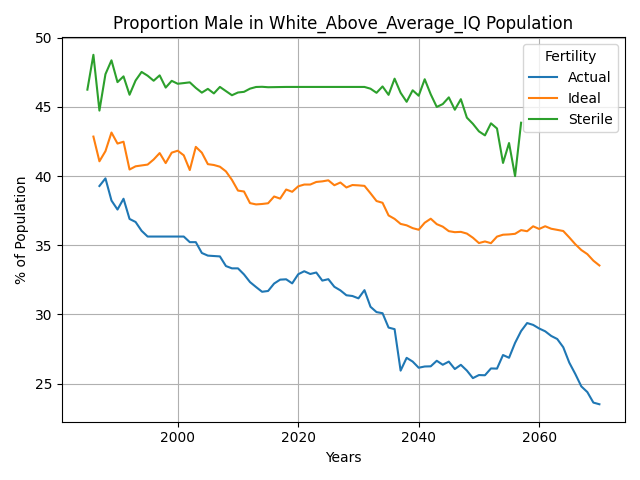 Proportion Male in White_Above_Average_IQ Population
50
45
40
35
30
25
% of Population
Fertility
Actual
Ideal
Sterile
2000
2020
2040
2060
Years